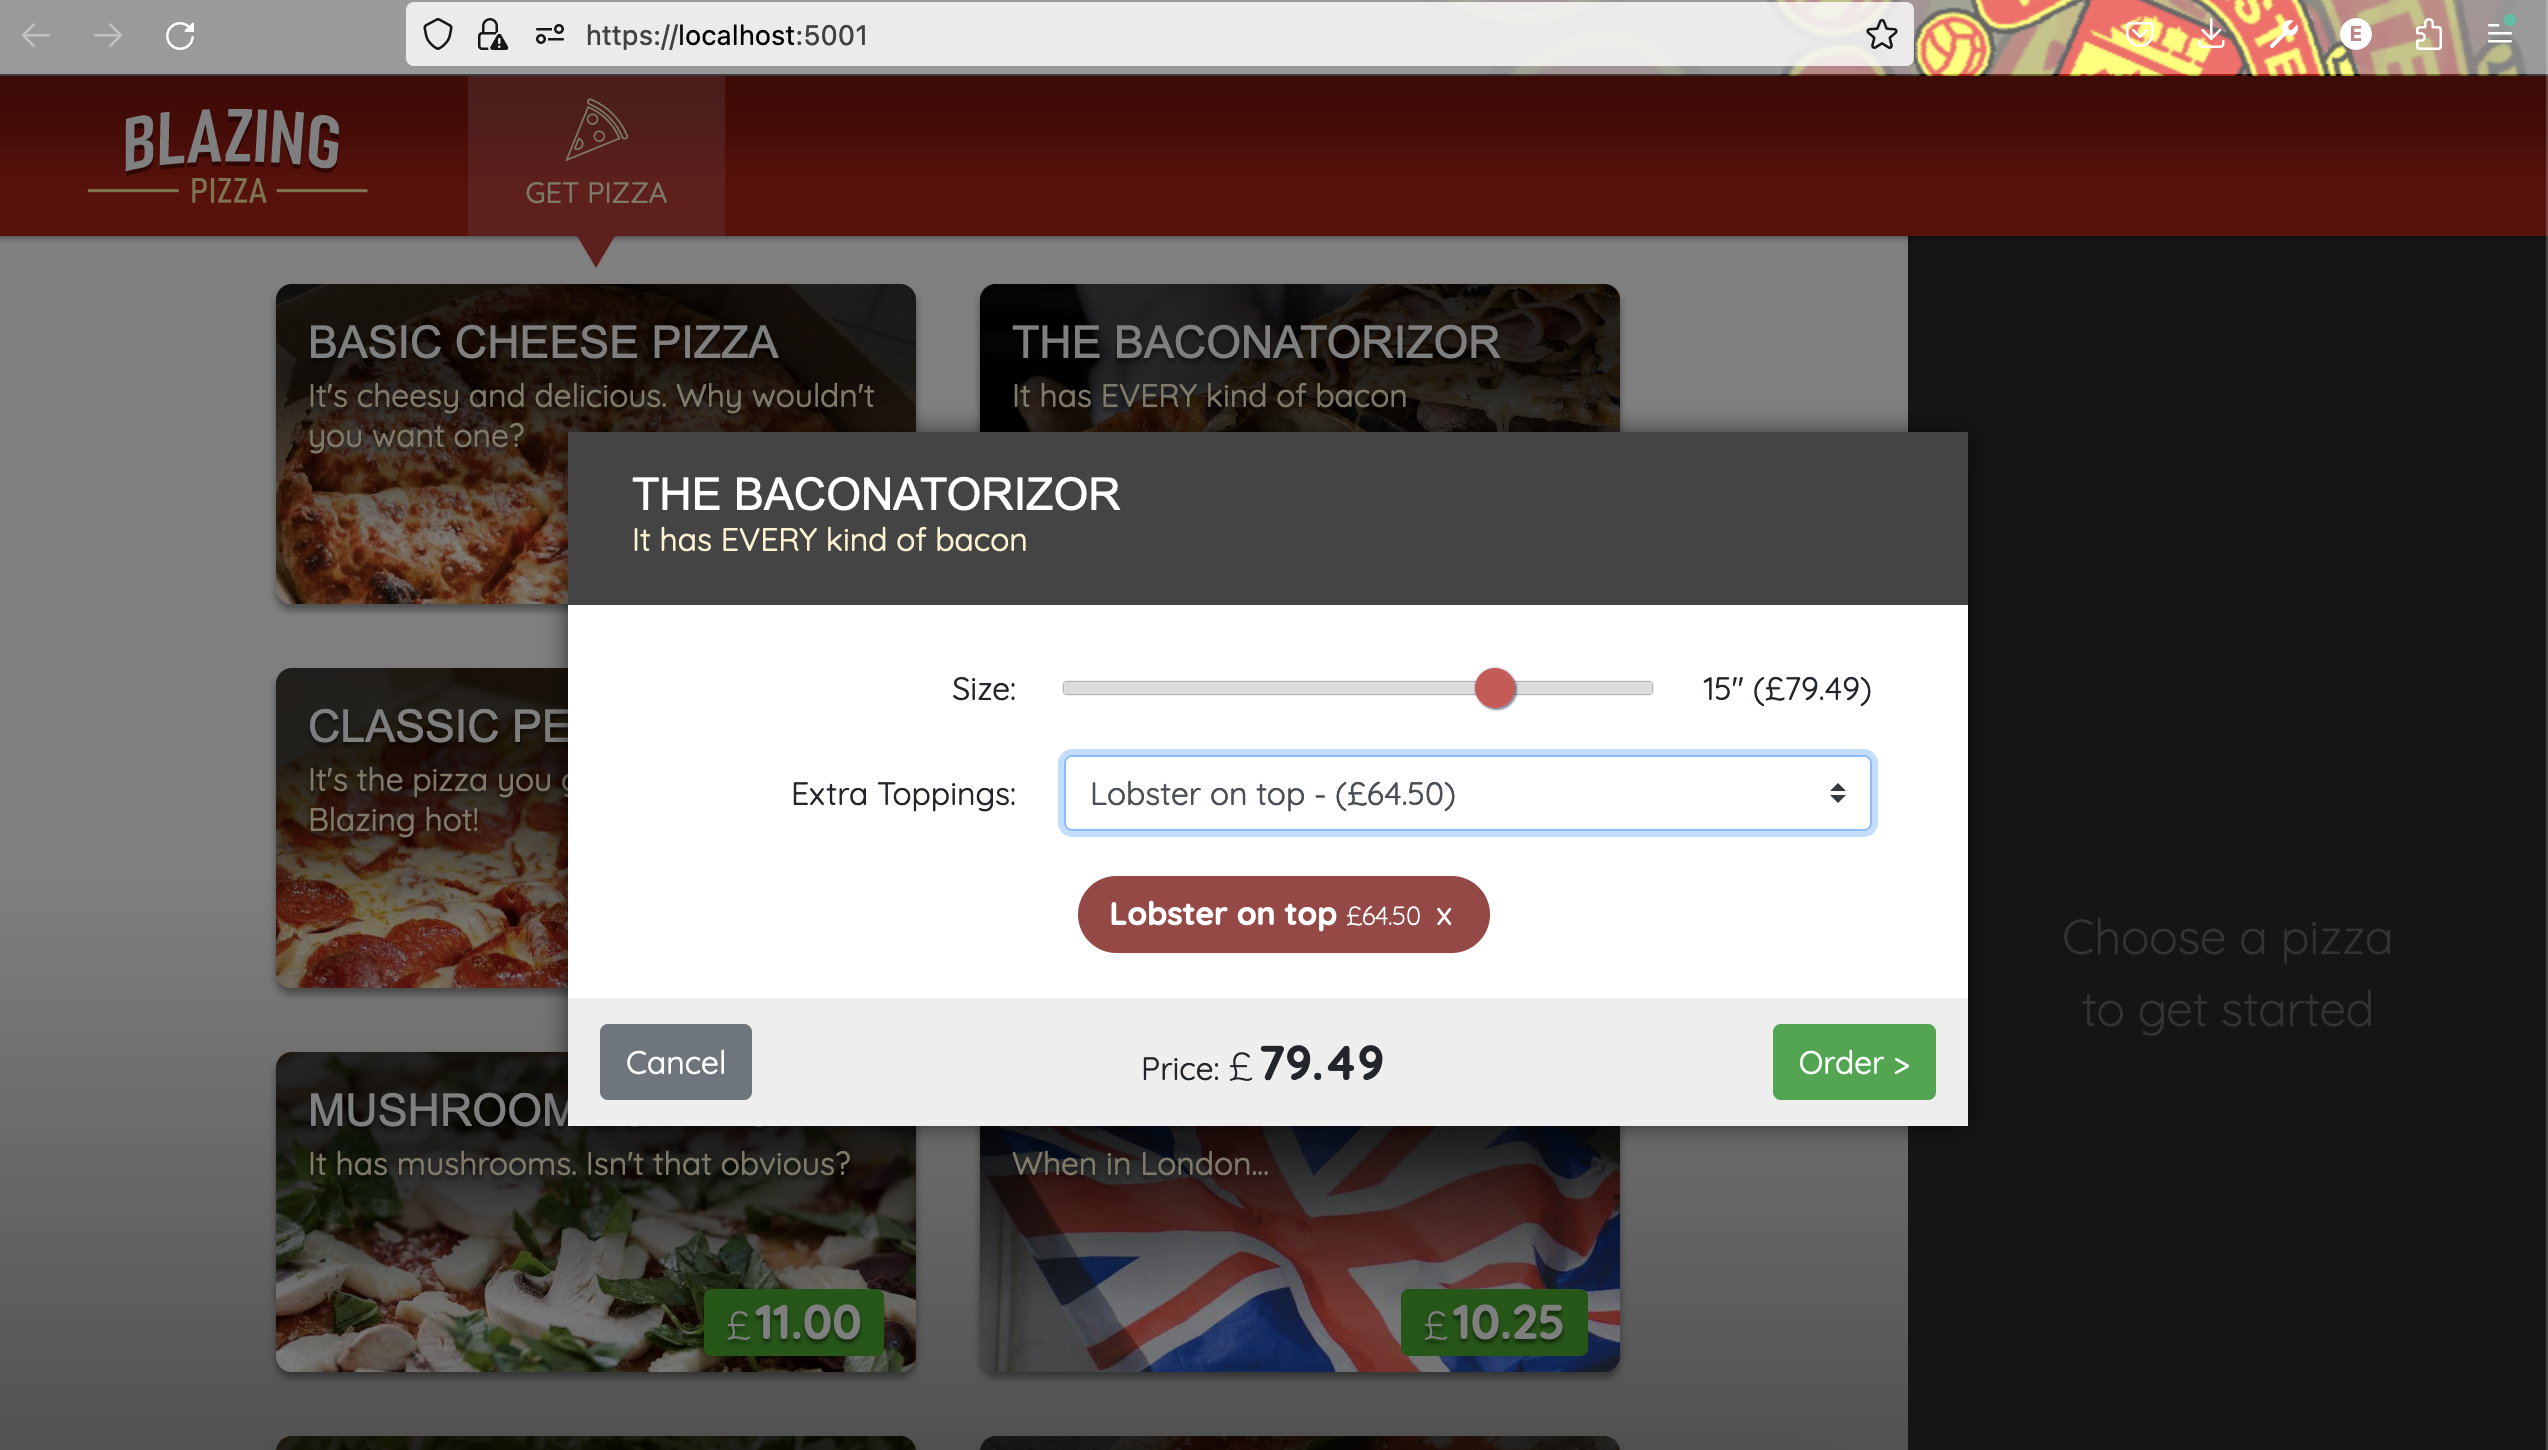 https://localhost:5001
E
BLAZING
PIZZA
GET PIZZA
BASIC CHEESE PIZZA
It's cheesy and delicious. Why wouldn't
you want one?
THE BACONATORIZOR
It has EVERY kind of bacon
THE BACONATORIZOR
It has EVERY kind of bacon
Size:
15" (£79.49)
Extra Toppings:
Lobster on top - (£64.50)
Lobster on top £64.50 x
Cancel
Price: £ 79.49
Order >
CLASSIC PE
It's the pizza you
Blazing hot!
MUSHROOM
It has mushrooms. Isn't that obvious?
£11.00
When in London...
£10.25
Choose a pizza
to get started